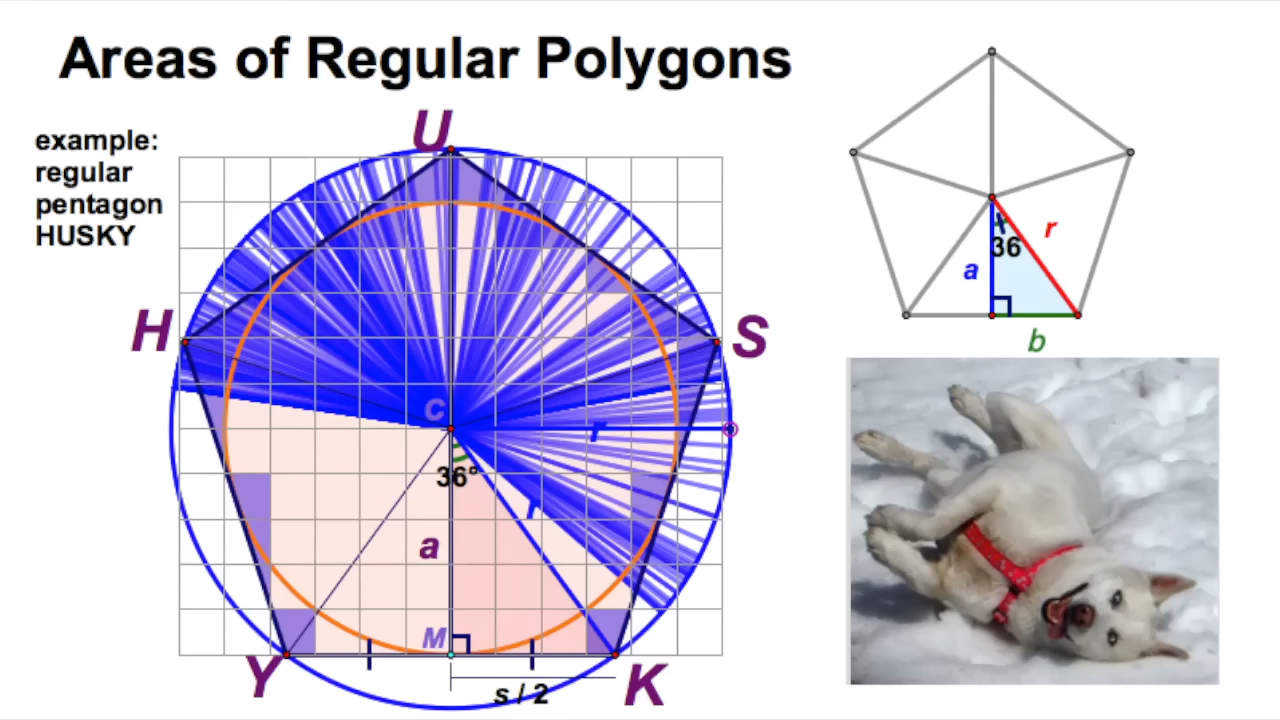 Areas of Regular Polygons
example:
regular
pentagon
HUSKY
U
H
S
c
r
36°
r
a
M
Y
K
s / 2
36
r
a
b